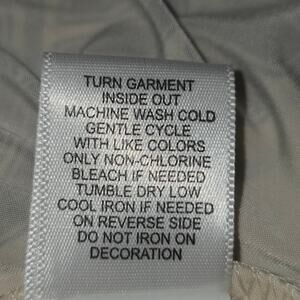 TURN GARMENT
INSIDE OUT
MACHINE WASH COLD
GENTLE CYCLE
WITH LIKE COLORS
ONLY NON-CHLORINE
BLEACH IF NEEDED
TUMBLE DRY LOW
COOL IRON IF NEEDED
ON REVERSE SIDE
DO NOT IRON ON
DECORATION